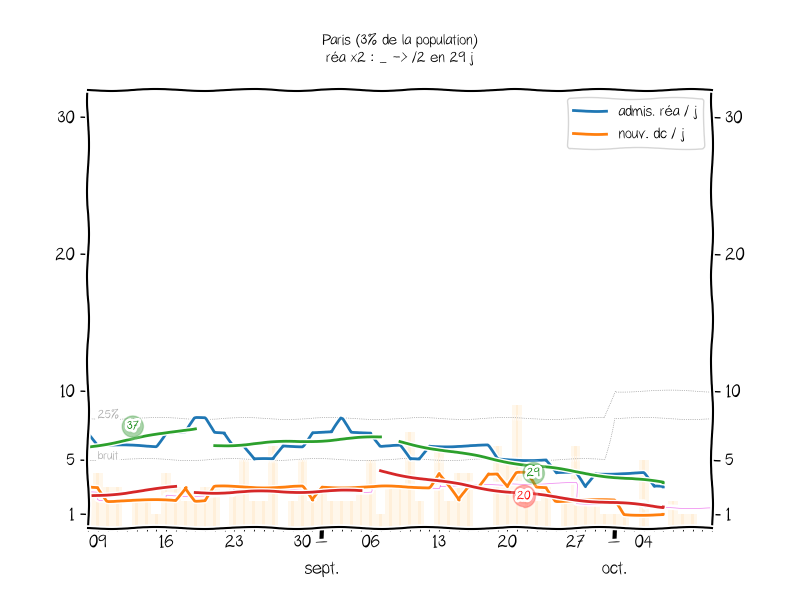 Paris (3% de la population)
réa x2 : _ -> /2 en 29 j
admis. réa / j
nouv. dc / j
30 30
20 20
10 10
25%
37
bruit
5 5
29
20
1 1
09 16 23 30 06 13 20 27 04
sept. oct.